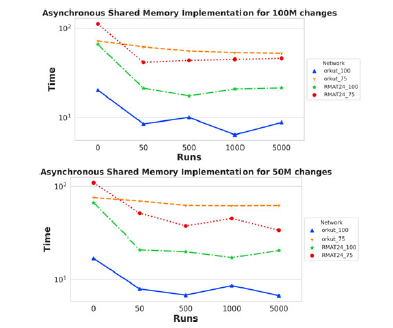 Asynchronous Shared Memory Implementation for 100M changes
Time
10²
10¹
0 50 500 1000 5000
Runs
Network
orkut_100
orkut_75
RMAT24_100
RMAT24_75
Asynchronous Shared Memory Implementation for 50M changes
Time
10²
10¹
0 50 500 1000 5000
Runs
Network
orkut_100
orkut_75
RMAT24_100
RMAT24_75